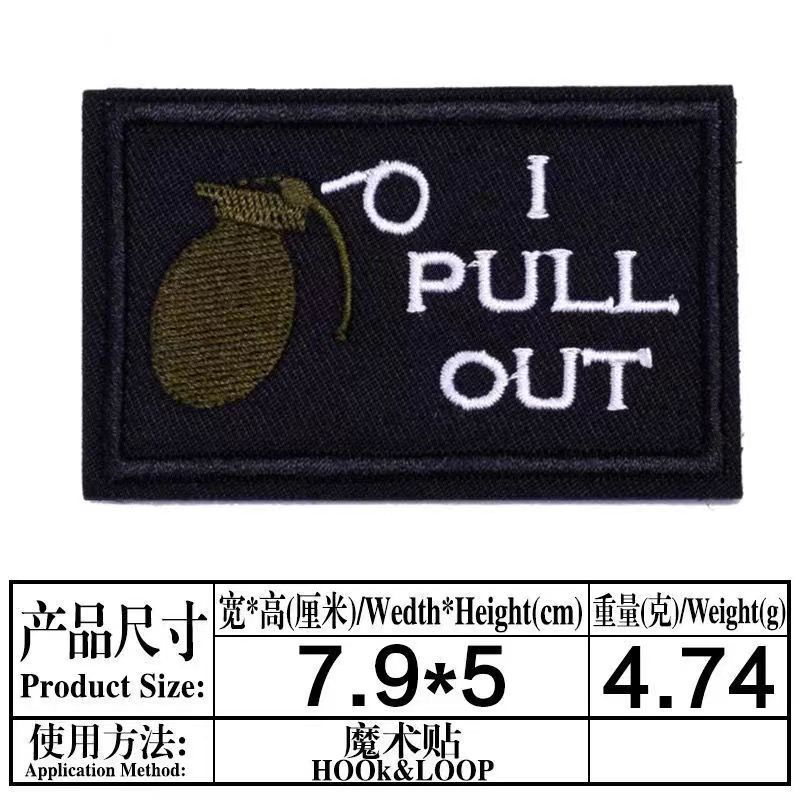 I
PULL
OUT
产品尺寸
Product Size:
宽*高(厘米)/Wedth*Height(cm)
7.9*5
重量(克)/Weight(g)
4.74
使用方法:
Application Method:
魔术贴
HOOk&LOOP